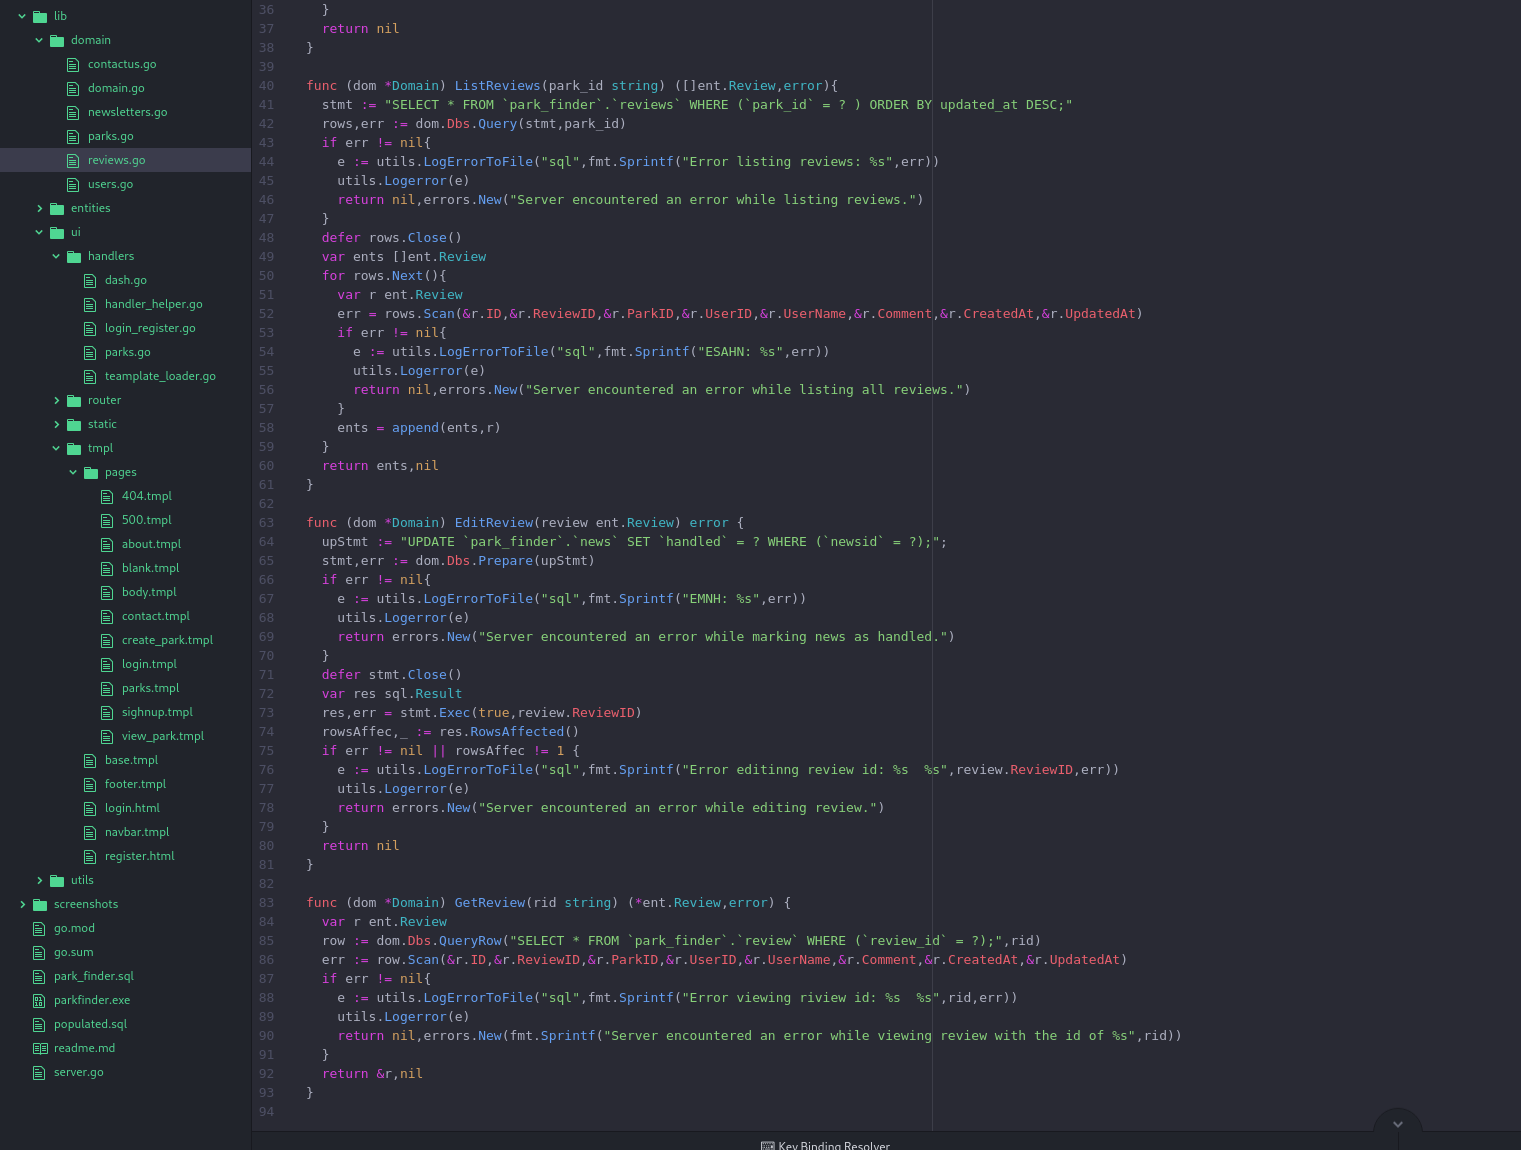 lib
domain
contactus.go
domain.go
newsletters.go
parks.go
reviews.go
users.go
entities
ui
handlers
dash.go
handler_helper.go
login_register.go
parks.go
teamplate_loader.go
router
static
tmpl
pages
404.tmpl
500.tmpl
about.tmpl
blank.tmpl
body.tmpl
contact.tmpl
create_park.tmpl
login.tmpl
parks.tmpl
sighnup.tmpl
view_park.tmpl
base.tmpl
footer.tmpl
login.html
navbar.tmpl
register.html
utils
screenshots
go.mod
go.sum
park_finder.sql
parkfinder.exe
populated.sql
readme.md
server.go
36     }
37     return nil
38   }
39
40   func (dom *Domain) ListReviews(park_id string) ([]ent.Review,error){
41     stmt := "SELECT * FROM `park_finder`.`reviews` WHERE (`park_id` = ? ) ORDER BY updated_at DESC;"
42     rows,err := dom.Dbs.Query(stmt,park_id)
43     if err != nil{
44       e := utils.LogErrorToFile("sql",fmt.Sprintf("Error listing reviews: %s",err))
45       utils.Logerror(e)
46       return nil,errors.New("Server encountered an error while listing reviews.")
47     }
48     defer rows.Close()
49     var ents []ent.Review
50     for rows.Next(){
51       var r ent.Review
52       err = rows.Scan(&r.ID,&r.ReviewID,&r.ParkID,&r.UserID,&r.UserName,&r.Comment,&r.CreatedAt,&r.UpdatedAt)
53       if err != nil{
54         e := utils.LogErrorToFile("sql",fmt.Sprintf("ESAHN: %s",err))
55         utils.Logerror(e)
56         return nil,errors.New("Server encountered an error while listing all reviews.")
57       }
58       ents = append(ents,r)
59     }
60     return ents,nil
61   }
62
63   func (dom *Domain) EditReview(review ent.Review) error {
64     upStmt := "UPDATE `park_finder`.`news` SET `handled` = ? WHERE (`newsid` = ?);";
65     stmt,err := dom.Dbs.Prepare(upStmt)
66     if err != nil{
67       e := utils.LogErrorToFile("sql",fmt.Sprintf("EMNH: %s",err))
68       utils.Logerror(e)
69       return errors.New("Server encountered an error while marking news as handled.")
70     }
71     defer stmt.Close()
72     var res sql.Result
73     res,err = stmt.Exec(true,review.ReviewID)
74     rowsAffec,_ := res.RowsAffected()
75     if err != nil || rowsAffec != 1 {
76       e := utils.LogErrorToFile("sql",fmt.Sprintf("Error editinng review id: %s  %s",review.ReviewID,err))
77       utils.Logerror(e)
78       return errors.New("Server encountered an error while editing review.")
79     }
80     return nil
81   }
82
83   func (dom *Domain) GetReview(rid string) (*ent.Review,error) {
84     var r ent.Review
85     row := dom.Dbs.QueryRow("SELECT * FROM `park_finder`.`review` WHERE (`review_id` = ?);",rid)
86     err := row.Scan(&r.ID,&r.ReviewID,&r.ParkID,&r.UserID,&r.UserName,&r.Comment,&r.CreatedAt,&r.UpdatedAt)
87     if err != nil{
88       e := utils.LogErrorToFile("sql",fmt.Sprintf("Error viewing riview id: %s  %s",rid,err))
89       utils.Logerror(e)
90       return nil,errors.New(fmt.Sprintf("Server encountered an error while viewing review with the id of %s",rid))
91     }
92     return &r,nil
93   }
94
Key Binding Resolver